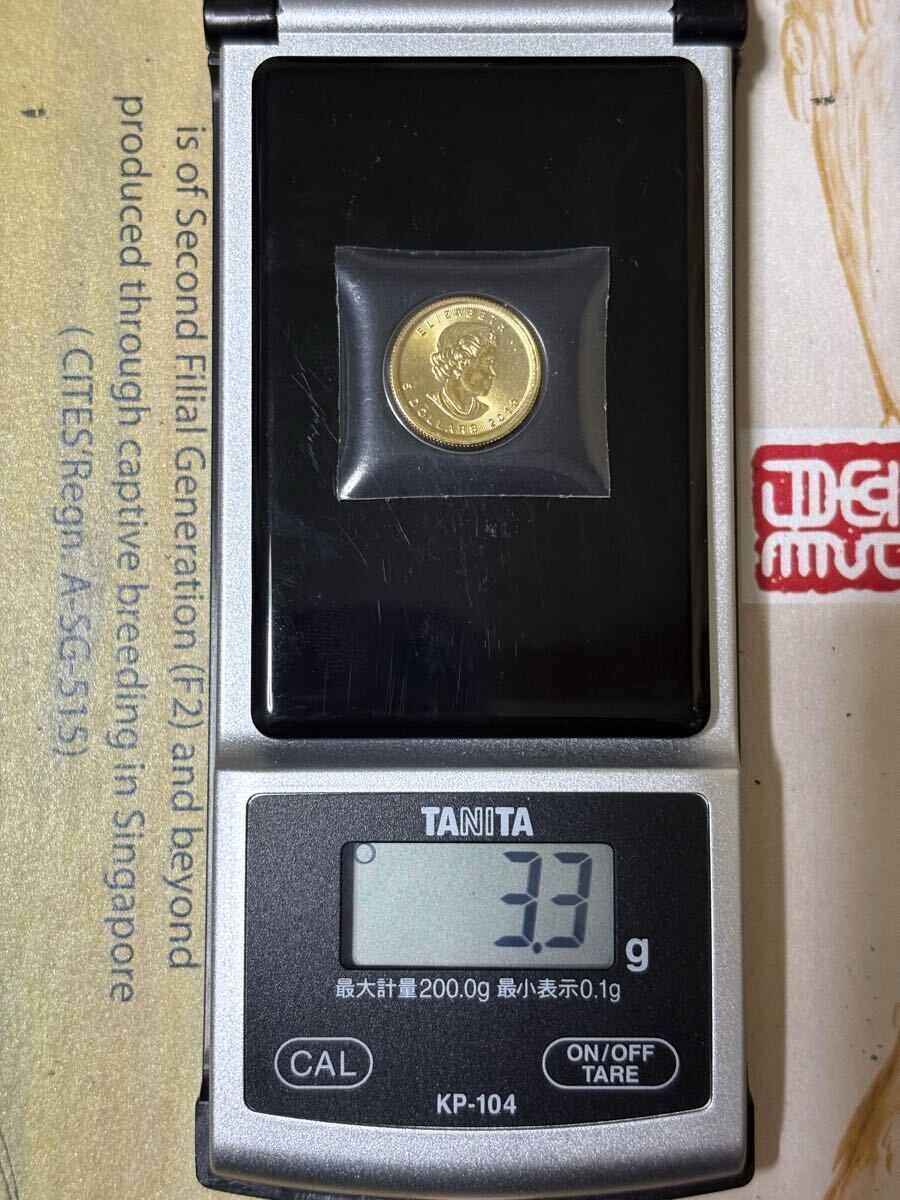 is of Second Filial Generation (F2) and beyond
produced through captive breeding in Singapore
(CITES'Regn. A-SG-515)
ELIZABETH
5 DOLLARS
TANITA
3.3 g
最大計量200.0g 最小表示0.1g
CAL
ON/OFF
TARE
KP-104